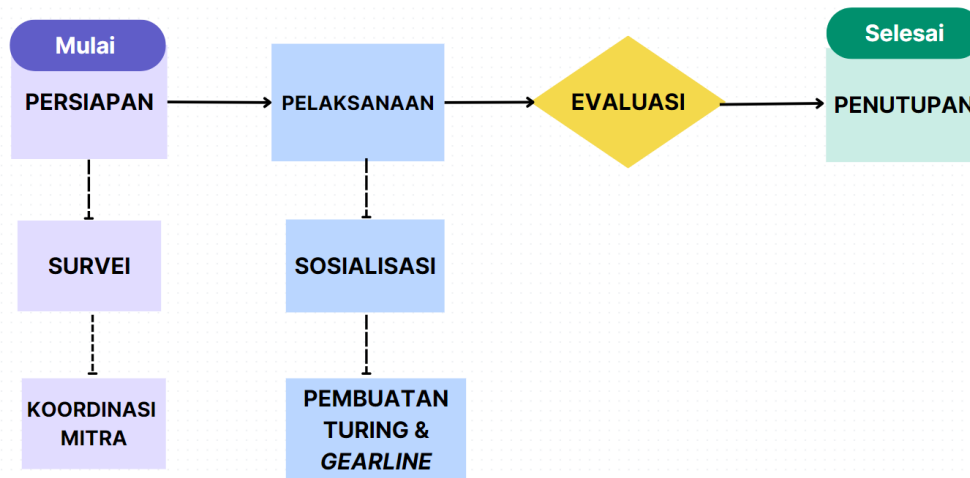 Mulai
Selesai
PERSIAPAN
PELAKSANAAN
EVALUASI
PENUTUPAN
SURVEI
SOSIALISASI
KOORDINASI
MITRA
PEMBUATAN
TURING &
GEARLINE